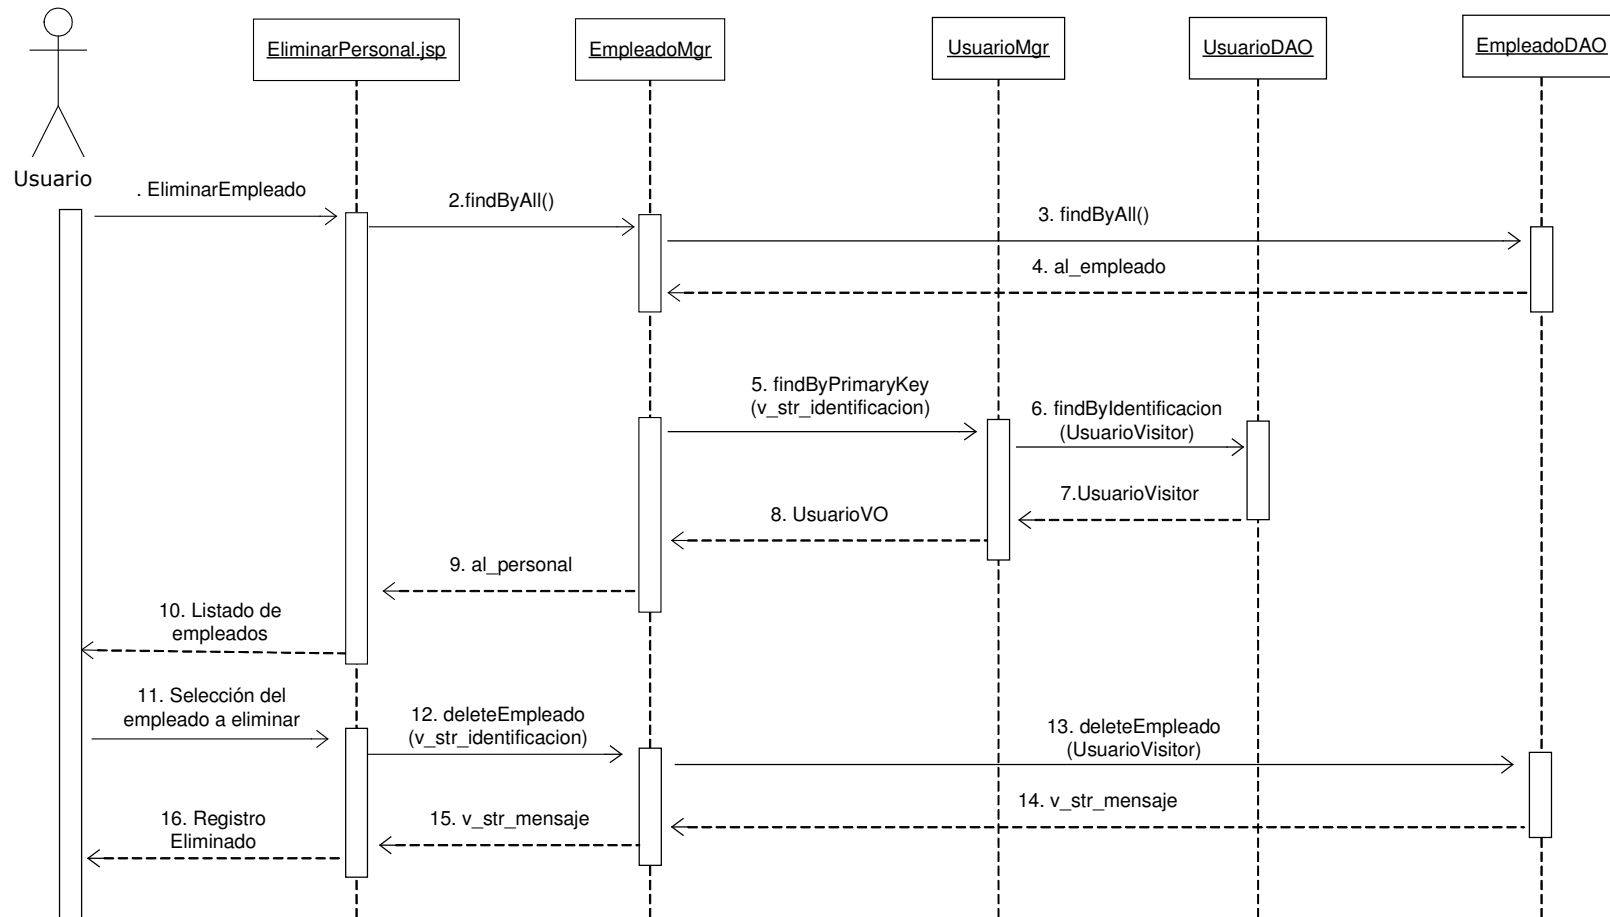 EliminarPersonal.jsp
EmpleadoMgr
UsuarioMgr
UsuarioDAO
EmpleadoDAO
Usuario
. EliminarEmpleado
2.findByAll()
3. findByAll()
4. al_empleado
5. findByPrimaryKey
(v_str_identificacion)
6. findByIdentificacion
(UsuarioVisitor)
7.UsuarioVisitor
8. UsuarioVO
9. al_personal
10. Listado de
empleados
11. Selección del
empleado a eliminar
12. deleteEmpleado
(v_str_identificacion)
13. deleteEmpleado
(UsuarioVisitor)
14. v_str_mensaje
15. v_str_mensaje
16. Registro
Eliminado